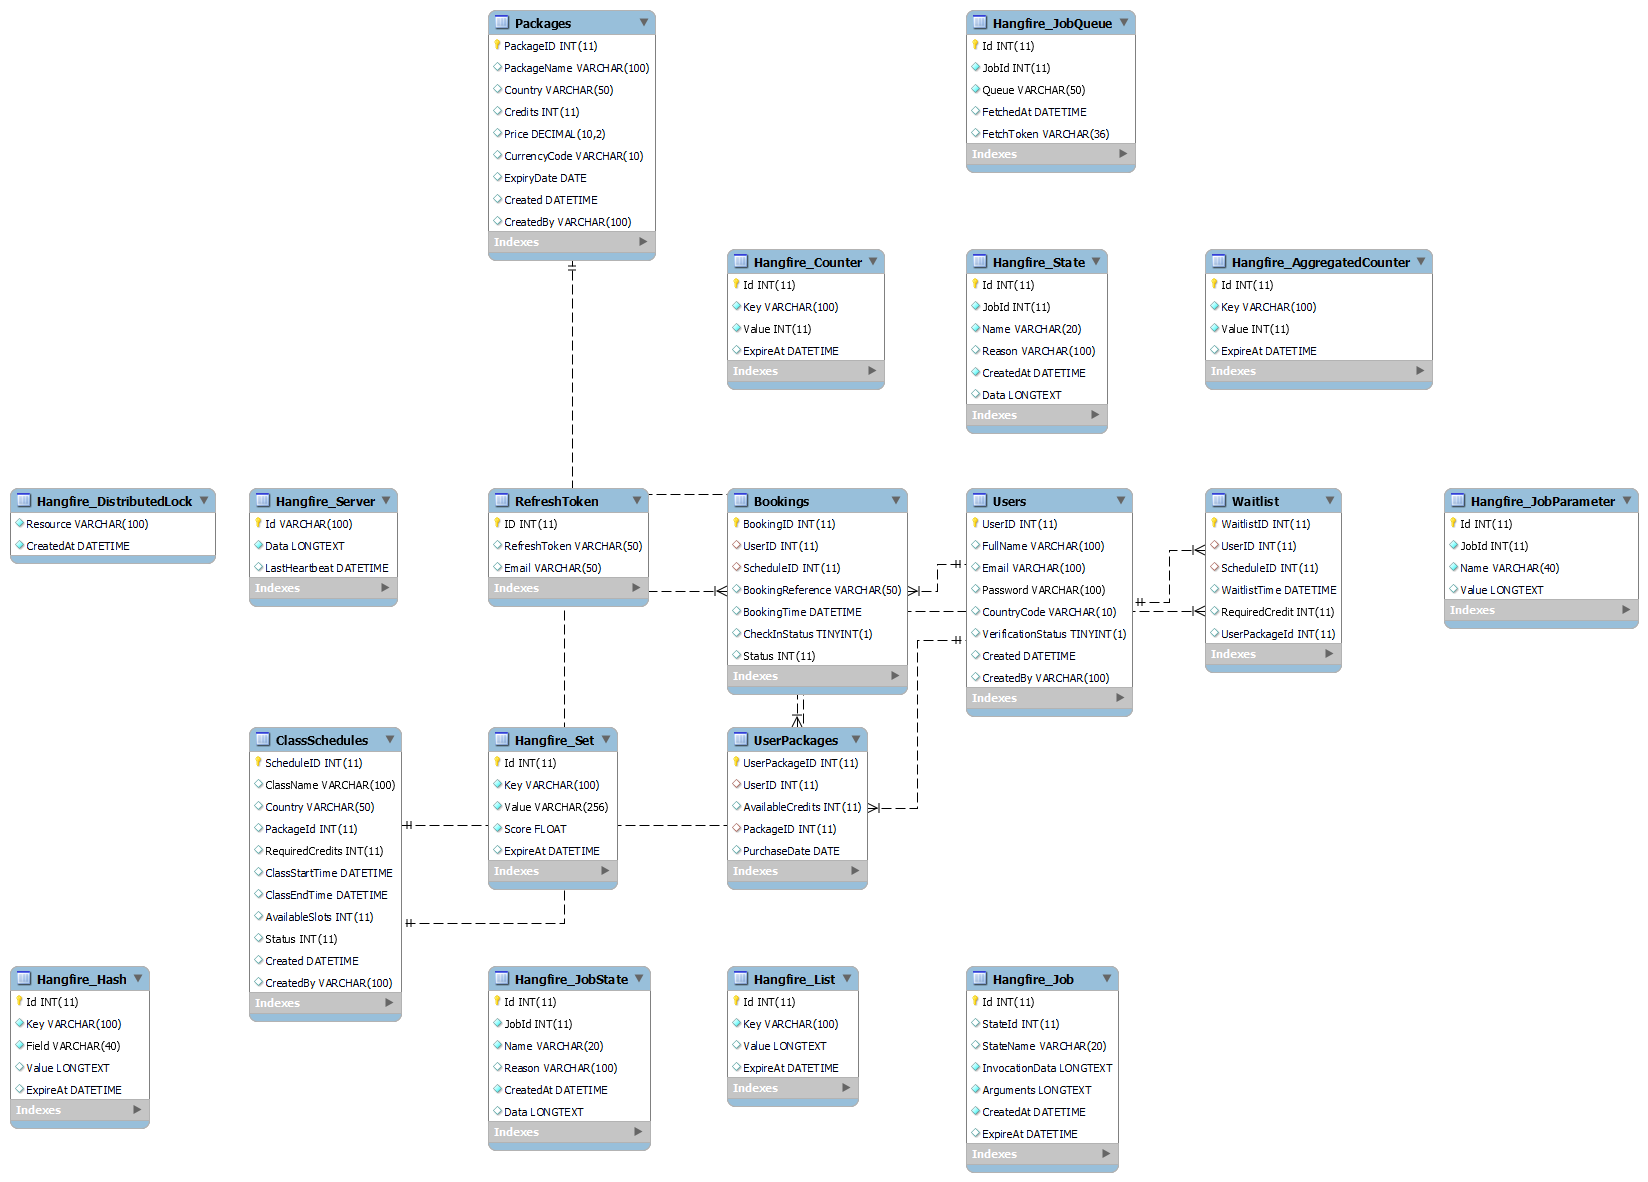 Packages
PackageID INT(11)
PackageName VARCHAR(100)
Country VARCHAR(50)
Credits INT(11)
Price DECIMAL(10,2)
CurrencyCode VARCHAR(10)
ExpiryDate DATE
Created DATETIME
CreatedBy VARCHAR(100)
Indexes
Hangfire_JobQueue
Id INT(11)
JobId INT(11)
Queue VARCHAR(50)
FetchedAt DATETIME
FetchToken VARCHAR(36)
Indexes
Hangfire_Counter
Id INT(11)
Key VARCHAR(100)
Value INT(11)
ExpireAt DATETIME
Indexes
Hangfire_State
Id INT(11)
JobId INT(11)
Name VARCHAR(20)
Reason VARCHAR(100)
CreatedAt DATETIME
Data LONGTEXT
Indexes
Hangfire_AggregatedCounter
Id INT(11)
Key VARCHAR(100)
Value INT(11)
ExpireAt DATETIME
Indexes
Hangfire_DistributedLock
Resource VARCHAR(100)
CreatedAt DATETIME
Hangfire_Server
Id VARCHAR(100)
Data LONGTEXT
LastHeartbeat DATETIME
Indexes
RefreshToken
ID INT(11)
RefreshToken VARCHAR(50)
Email VARCHAR(50)
Indexes
Bookings
BookingID INT(11)
UserID INT(11)
ScheduleID INT(11)
BookingReference VARCHAR(50)
BookingTime DATETIME
CheckInStatus TINYINT(1)
Status INT(11)
Indexes
Users
UserID INT(11)
FullName VARCHAR(100)
Email VARCHAR(100)
Password VARCHAR(100)
CountryCode VARCHAR(10)
VerificationStatus TINYINT(1)
Created DATETIME
CreatedBy VARCHAR(100)
Indexes
Waitlist
WaitlistID INT(11)
UserID INT(11)
ScheduleID INT(11)
WaitlistTime DATETIME
RequiredCredit INT(11)
UserPackageId INT(11)
Indexes
Hangfire_JobParameter
Id INT(11)
JobId INT(11)
Name VARCHAR(40)
Value LONGTEXT
Indexes
ClassSchedules
ScheduleID INT(11)
ClassName VARCHAR(100)
Country VARCHAR(50)
PackageId INT(11)
RequiredCredits INT(11)
ClassStartTime DATETIME
ClassEndTime DATETIME
AvailableSlots INT(11)
Status INT(11)
Created DATETIME
CreatedBy VARCHAR(100)
Indexes
Hangfire_Set
Id INT(11)
Key VARCHAR(100)
Value VARCHAR(256)
Score FLOAT
ExpireAt DATETIME
Indexes
UserPackages
UserPackageID INT(11)
UserID INT(11)
AvailableCredits INT(11)
PackageID INT(11)
PurchaseDate DATE
Indexes
Hangfire_Hash
Id INT(11)
Key VARCHAR(100)
Field VARCHAR(40)
Value LONGTEXT
ExpireAt DATETIME
Indexes
Hangfire_JobState
Id INT(11)
JobId INT(11)
Name VARCHAR(20)
Reason VARCHAR(100)
CreatedAt DATETIME
Data LONGTEXT
Indexes
Hangfire_List
Id INT(11)
Key VARCHAR(100)
Value LONGTEXT
ExpireAt DATETIME
Indexes
Hangfire_Job
Id INT(11)
StateId INT(11)
StateName VARCHAR(20)
InvocationData LONGTEXT
Arguments LONGTEXT
CreatedAt DATETIME
ExpireAt DATETIME
Indexes